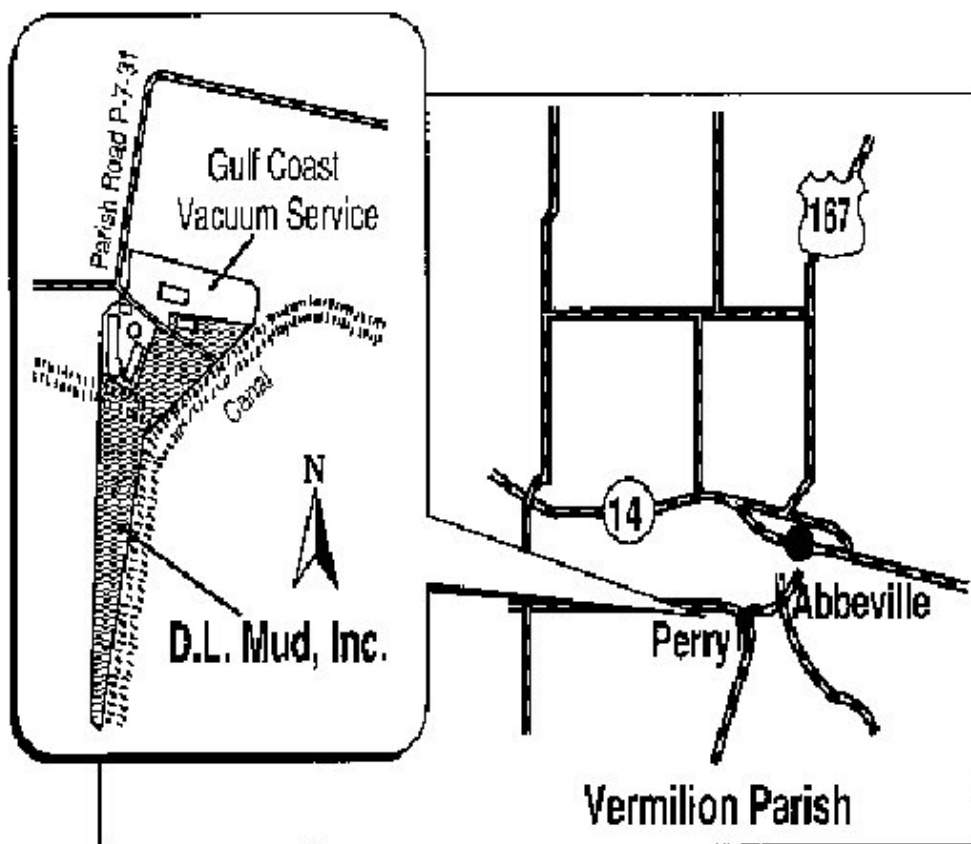 Parish Road P-7-31
Gulf Coast
Vacuum Service
Canal
N
D.L. Mud, Inc.
167
14
Abbeville
Perry
Vermilion Parish